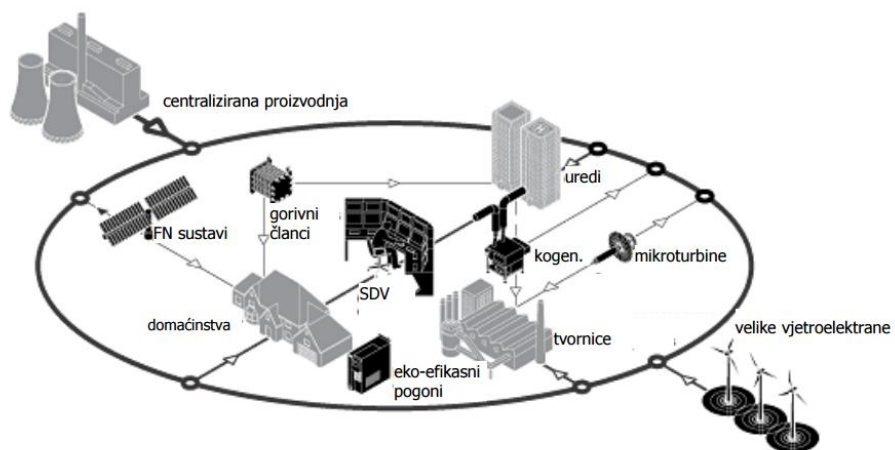 centralizirana proizvodnja
uredi
gorivni
članci
FN sustavi
kogen.
mikroturbine
SDV
domaćinstva
velike vjetroelektrane
tvornice
eko-efikasni
pogoni
H